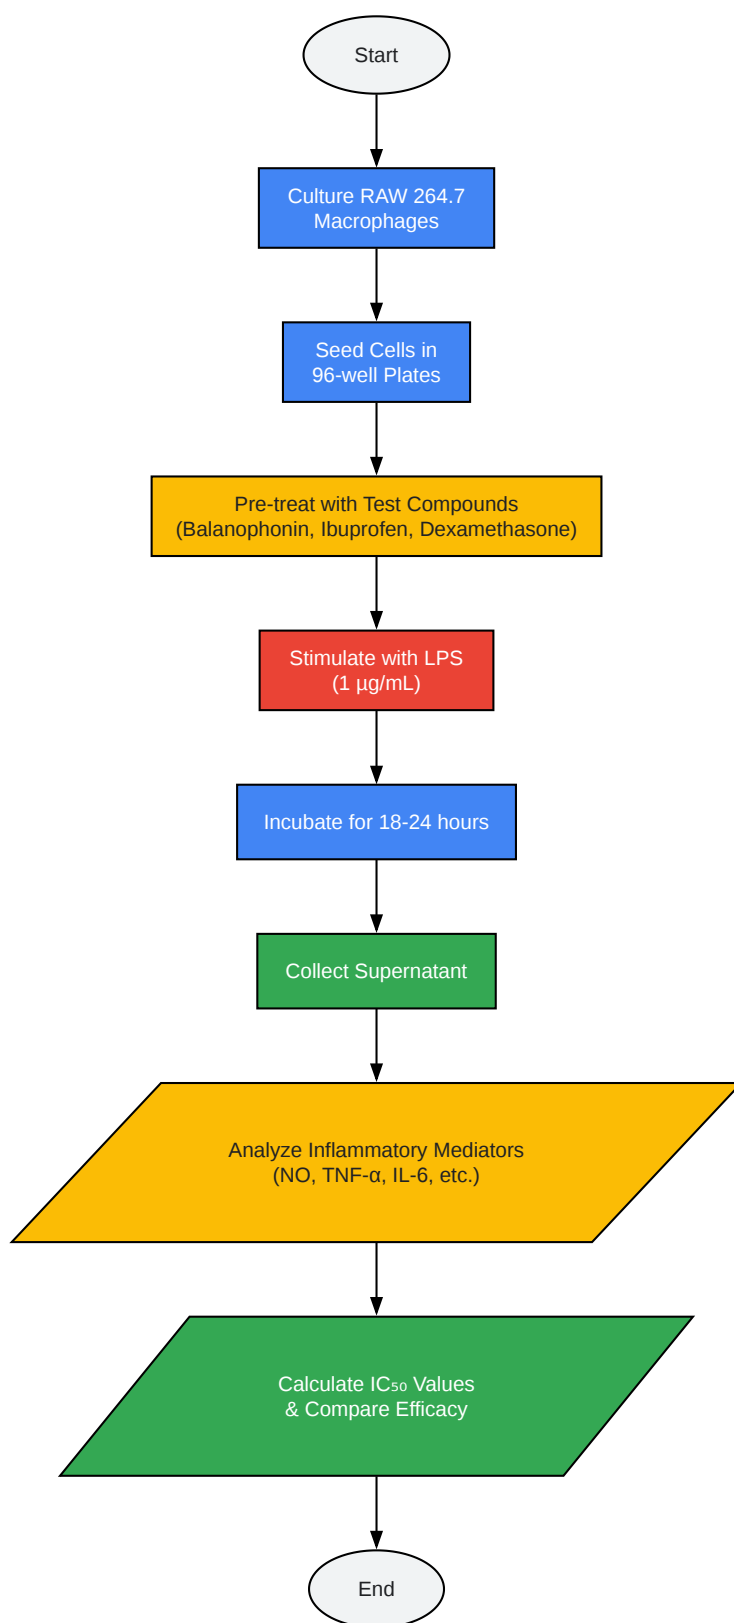 Start
Culture RAW 264.7
Macrophages
Seed Cells in
96-well Plates
Pre-treat with Test Compounds
(Balanophonin, Ibuprofen, Dexamethasone)
Stimulate with LPS
(1 µg/mL)
Incubate for 18-24 hours
Collect Supernatant
Analyze Inflammatory Mediators
(NO, TNF-α, IL-6, etc.)
Calculate IC₅₀ Values
& Compare Efficacy
End